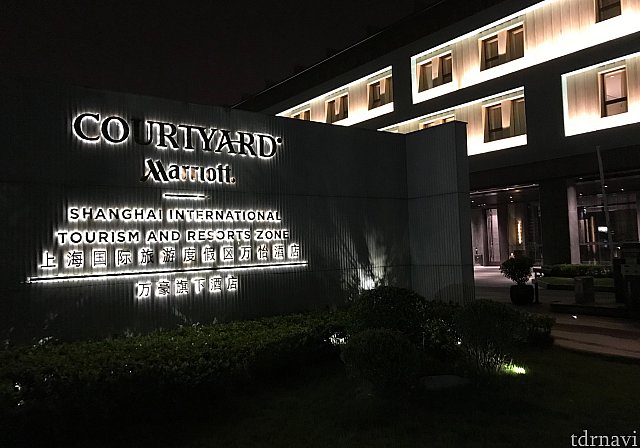 COURTYARD
Marriott.
SHANGHAI INTERNATIONAL
TOURISM AND RESORTS ZONE
上海国际旅游度假区万怡酒店
万豪旗下酒店
tdrnavi